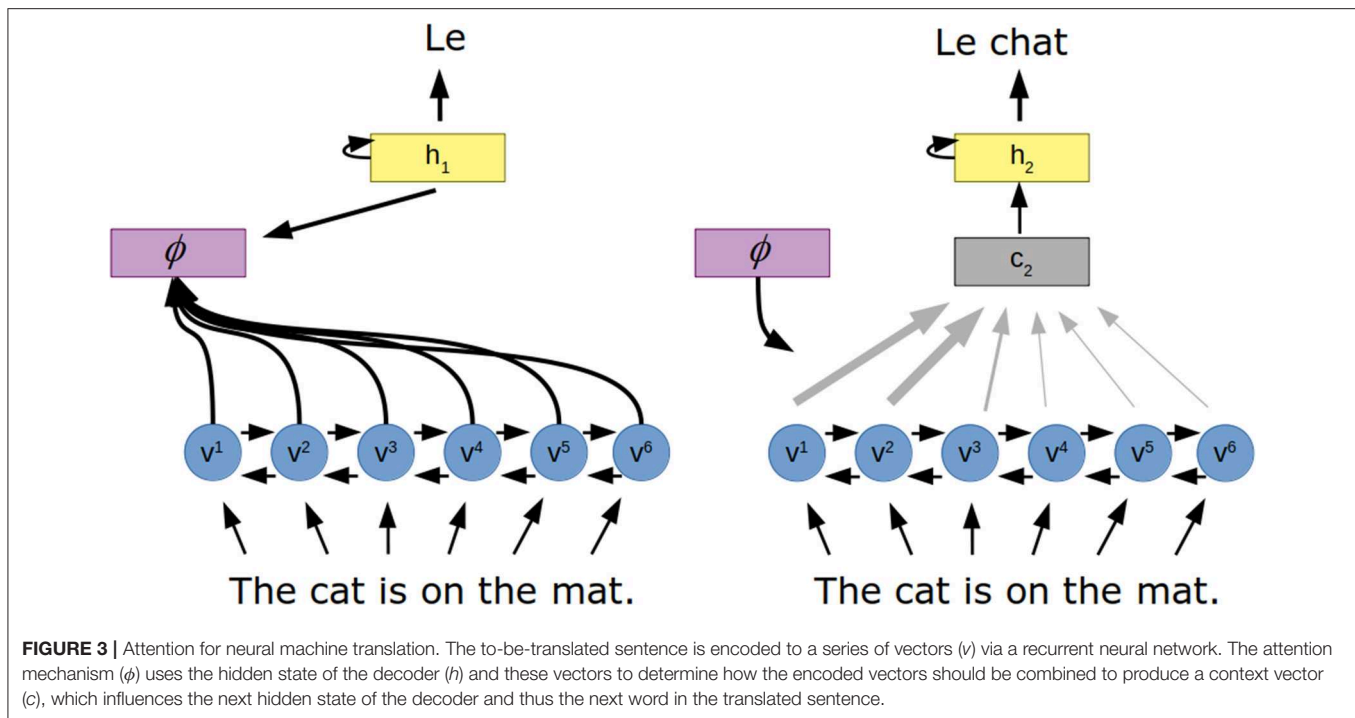 Le
h₁
ϕ
v¹ v² v³ v⁴ v⁵ v⁶
The cat is on the mat.
Le chat
h₂
ϕ
c₂
v¹ v² v³ v⁴ v⁵ v⁶
The cat is on the mat.
FIGURE 3 | Attention for neural machine translation. The to-be-translated sentence is encoded to a series of vectors (v) via a recurrent neural network. The attention
mechanism (ϕ) uses the hidden state of the decoder (h) and these vectors to determine how the encoded vectors should be combined to produce a context vector
(c), which influences the next hidden state of the decoder and thus the next word in the translated sentence.